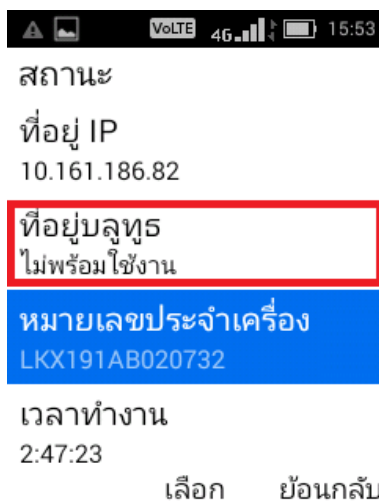 VoLTE 4G 15:53
สถานะ
ที่อยู่ IP
10.161.186.82
ที่อยู่บลูทูธ
ไม่พร้อมใช้งาน
หมายเลขประจำเครื่อง
LKX191AB020732
เวลาทำงาน
2:47:23
เลือก ย้อนกลับ